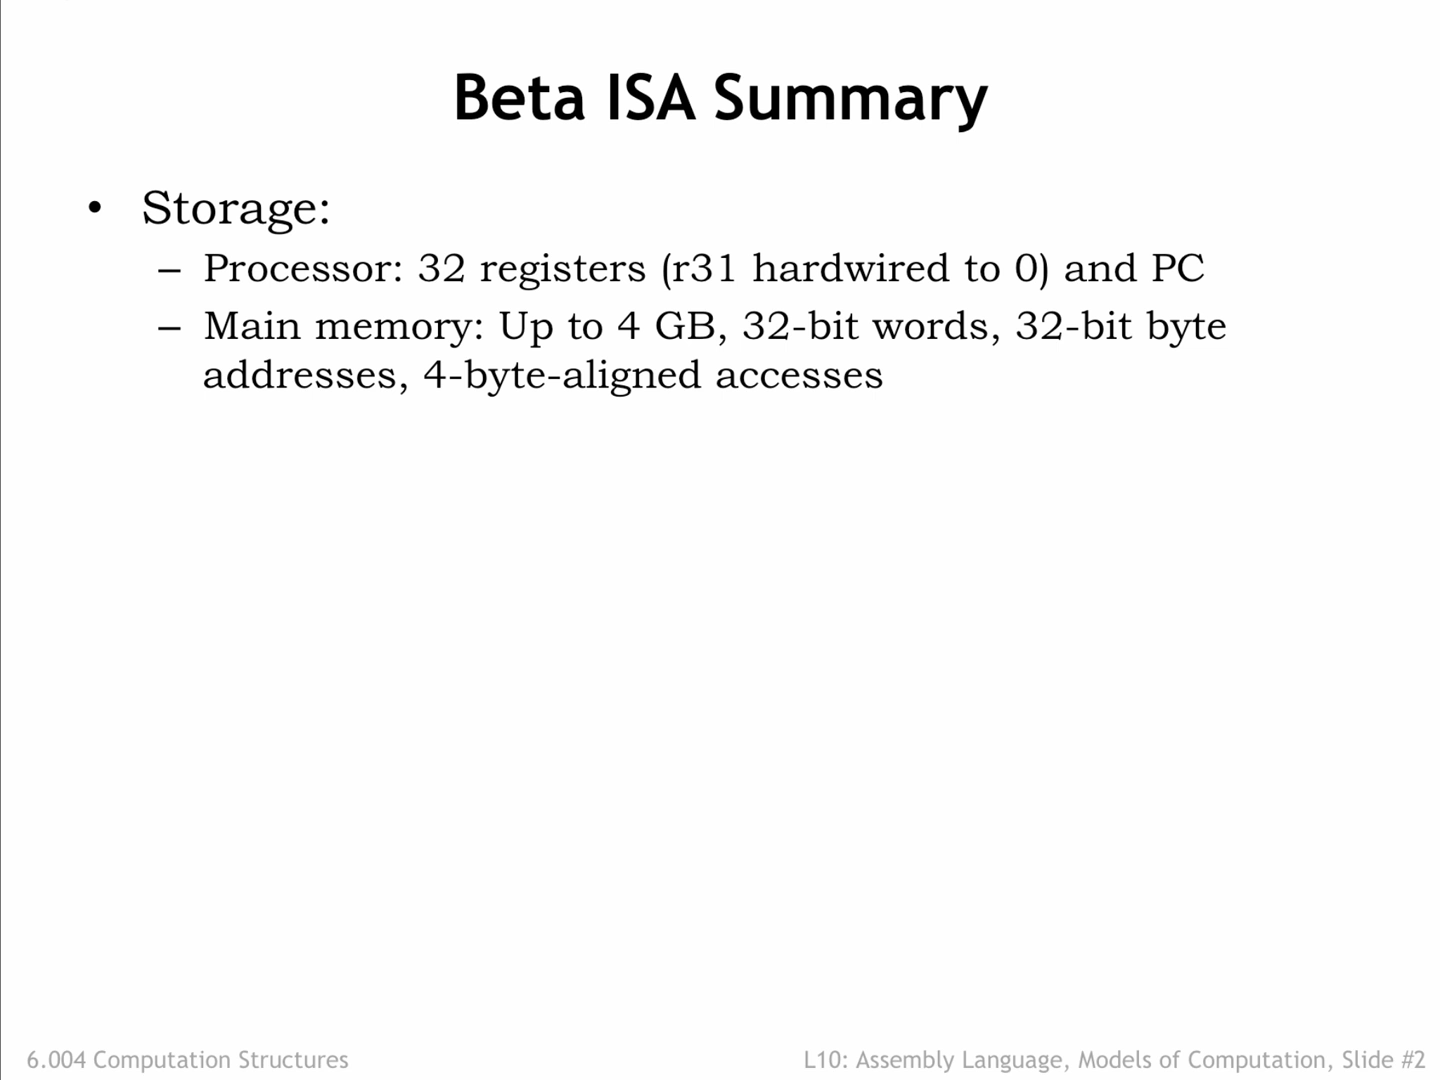 Beta ISA Summary
• Storage:
– Processor: 32 registers (r31 hardwired to 0) and PC
– Main memory: Up to 4 GB, 32-bit words, 32-bit byte
addresses, 4-byte-aligned accesses
6.004 Computation Structures
L10: Assembly Language, Models of Computation, Slide #2